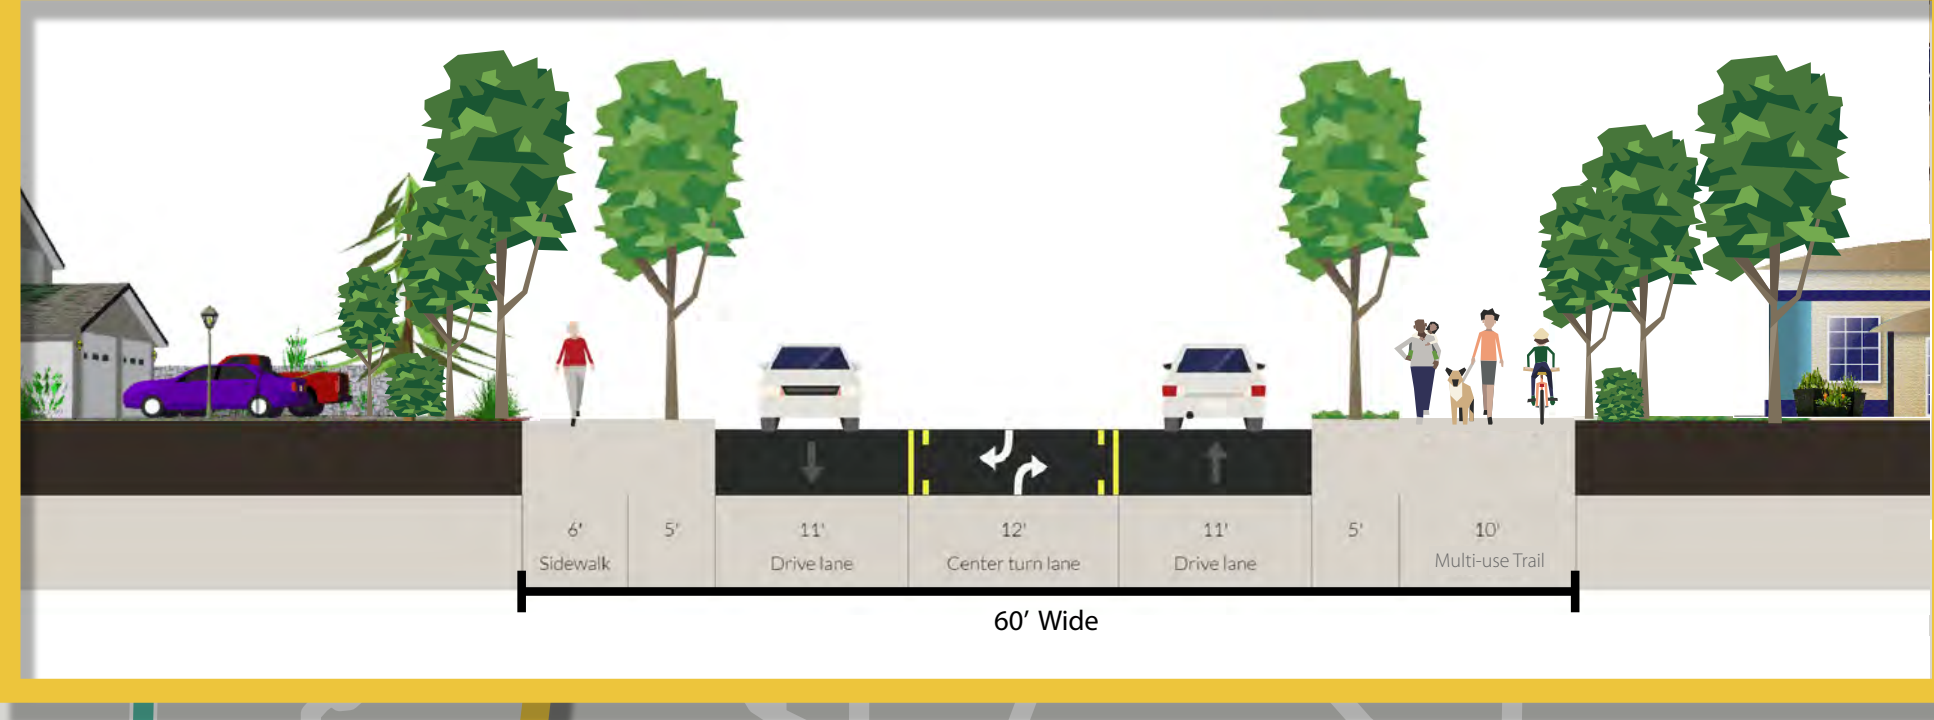 6' 5' 11' 12' 11' 5' 10'
Sidewalk Drive lane Center turn lane Drive lane Multi-use Trail
60' Wide